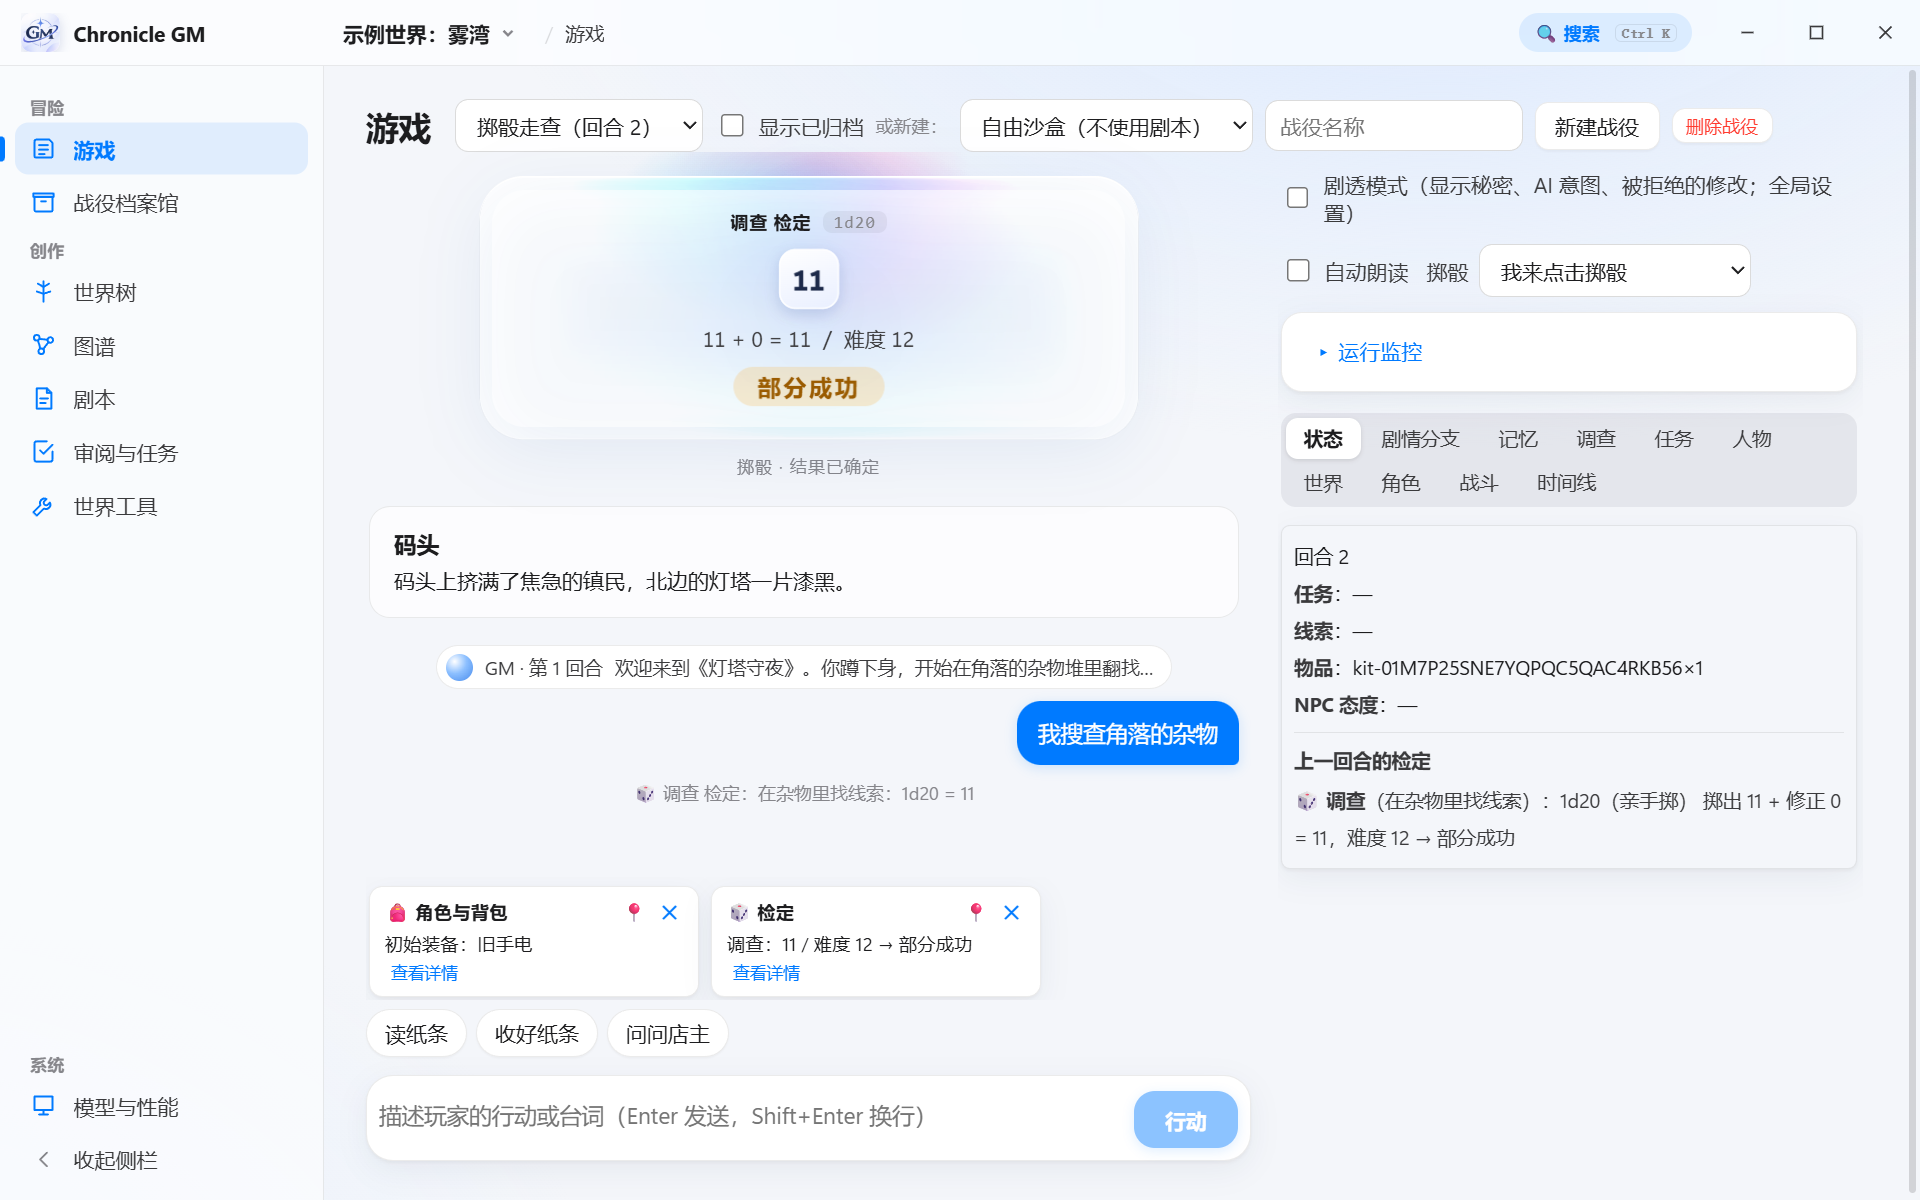 Chronicle GM
示例世界：雾湾
/ 游戏
搜索 Ctrl K
冒险
游戏
战役档案馆
创作
世界树
图谱
剧本
审阅与任务
世界工具
系统
模型与性能
收起侧栏
游戏
掷骰走查（回合 2）
显示已归档
或新建：
自由沙盒（不使用剧本）
战役名称
新建战役
删除战役
调查 检定 1d20
11
11 + 0 = 11 / 难度 12
部分成功
掷骰 · 结果已确定
码头
码头上挤满了焦急的镇民，北边的灯塔一片漆黑。
GM · 第 1 回合 欢迎来到《灯塔守夜》。你蹲下身，开始在角落的杂物堆里翻找...
我搜查角落的杂物
调查 检定：在杂物里找线索：1d20 = 11
角色与背包
初始装备：旧手电
查看详情
检定
调查：11 / 难度 12 → 部分成功
查看详情
读纸条
收好纸条
问问店主
描述玩家的行动或台词（Enter 发送，Shift+Enter 换行）
行动
剧透模式（显示秘密、AI 意图、被拒绝的修改；全局设
置）
自动朗读
掷骰
我来点击掷骰
运行监控
状态 剧情分支 记忆 调查 任务 人物
世界 角色 战斗 时间线
回合 2
任务：—
线索：—
物品：kit-01M7P25SNE7YQPQC5QAC4RKB56×1
NPC 态度：—
上一回合的检定
调查（在杂物里找线索）：1d20（亲手掷） 掷出 11 + 修正 0
= 11，难度 12 → 部分成功